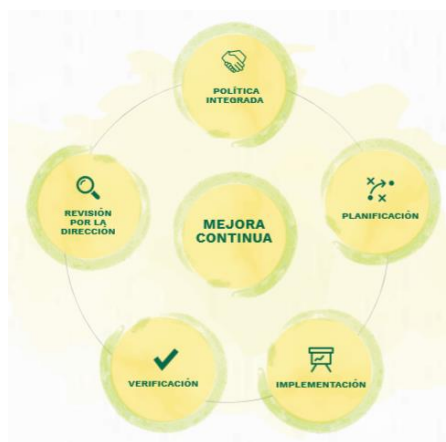 POLÍTICA
INTEGRADA
PLANIFICACIÓN
IMPLEMENTACIÓN
VERIFICACIÓN
REVISIÓN
POR LA
DIRECCIÓN
MEJORA
CONTINUA